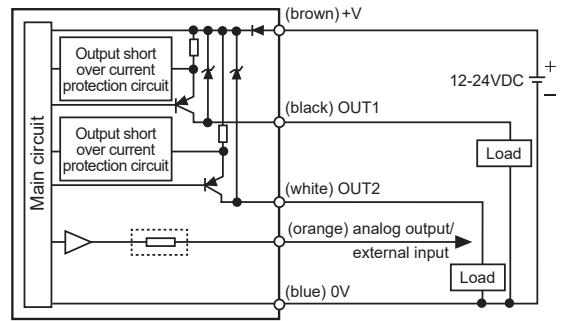 (brown) +V
Output short
over current
protection circuit
12-24VDC
+
−
(black) OUT1
Output short
over current
protection circuit
Main circuit
Load
(white) OUT2
(orange) analog output/
external input
Load
(blue) 0V